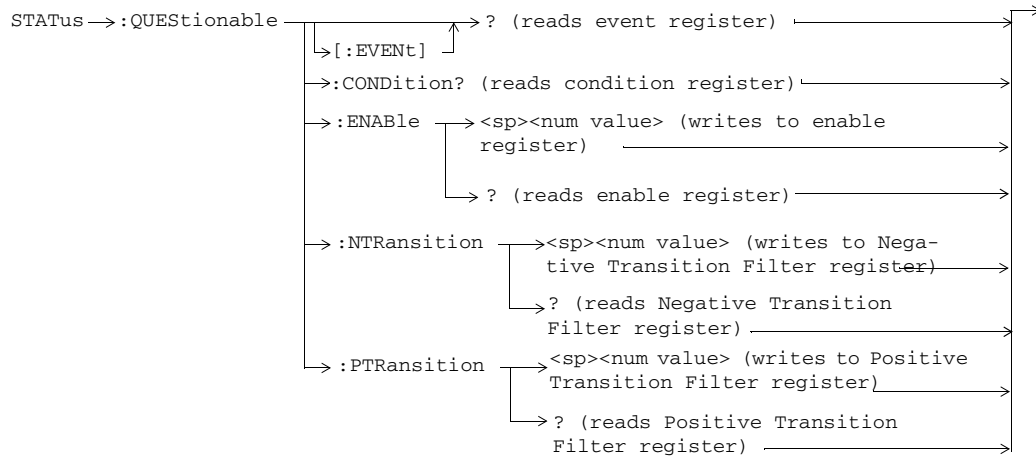 STATus :QUEStionable ? (reads event register)
[:EVENt]
:CONDition? (reads condition register)
:ENABle <sp><num value> (writes to enable
register)
? (reads enable register)
:NTRansition <sp><num value> (writes to Nega-
tive Transition Filter register)
? (reads Negative Transition
Filter register)
:PTRansition <sp><num value> (writes to Positive
Transition Filter register)
? (reads Positive Transition
Filter register)